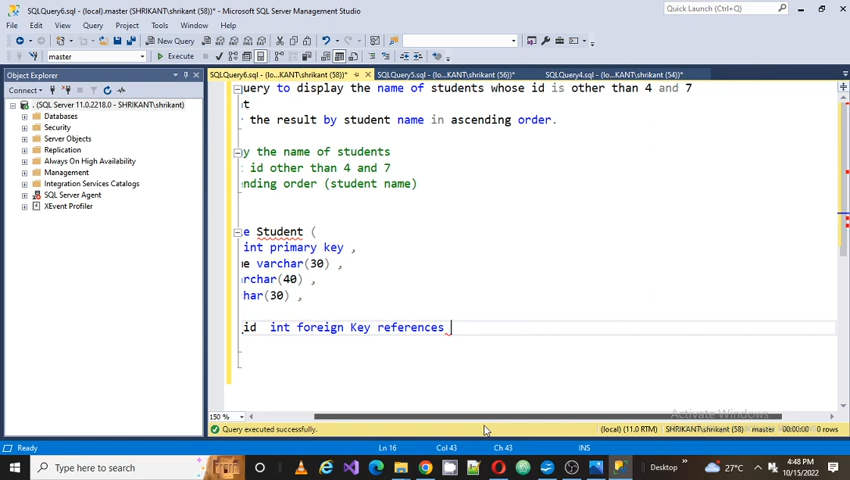 SQLQuery6.sql - (local).master (SHRIKANT\shrikant (58))* - Microsoft SQL Server Management Studio
Quick Launch (Ctrl+Q)
File Edit View Query Project Tools Window Help
New Query
master Execute
Object Explorer
SQLQuery6.sql - (l...KANT\shrikant (58))* SQLQuery5.sql - (l...KANT\shrikant (56))* SQLQuery4.sql - (l...KANT\shrikant (54))*
Connect
. (SQL Server 11.0.2218.0 - SHRIKANT\shrikant)
Databases
Security
Server Objects
Replication
Always On High Availability
Management
Integration Services Catalogs
SQL Server Agent
XEvent Profiler
query to display the name of students whose id is other than 4 and 7
nt
r the result by student name in ascending order.
ay the name of students
t id other than 4 and 7
ending order (student name)
e Student (
int primary key ,
me varchar(30) ,
archar(40) ,
har(30) ,
_id int foreign Key references
150 %
Activate Windows
Query executed successfully. (local) (11.0 RTM) SHRIKANT\shrikant (58) master 00:00:00 0 rows
Ready Ln 16 Col 43 Ch 43 INS
Type here to search
Desktop 27°C
4:48 PM
10/15/2022